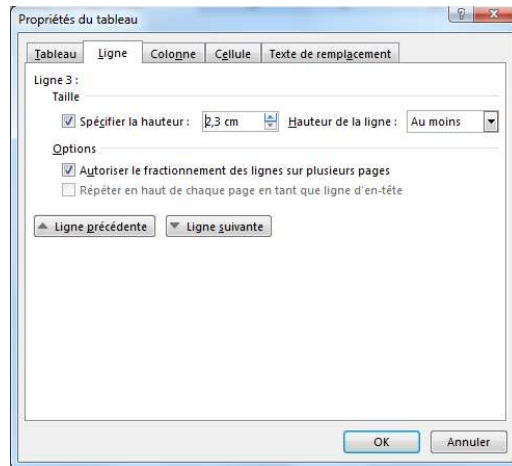 Propriétés du tableau
Tableau Ligne Colonne Cellule Texte de remplacement
Ligne 3 :
Taille
Spécifier la hauteur : 2,3 cm Hauteur de la ligne : Au moins
Options
Autoriser le fractionnement des lignes sur plusieurs pages
Répéter en haut de chaque page en tant que ligne d'en-tête
Ligne précédente Ligne suivante
OK Annuler